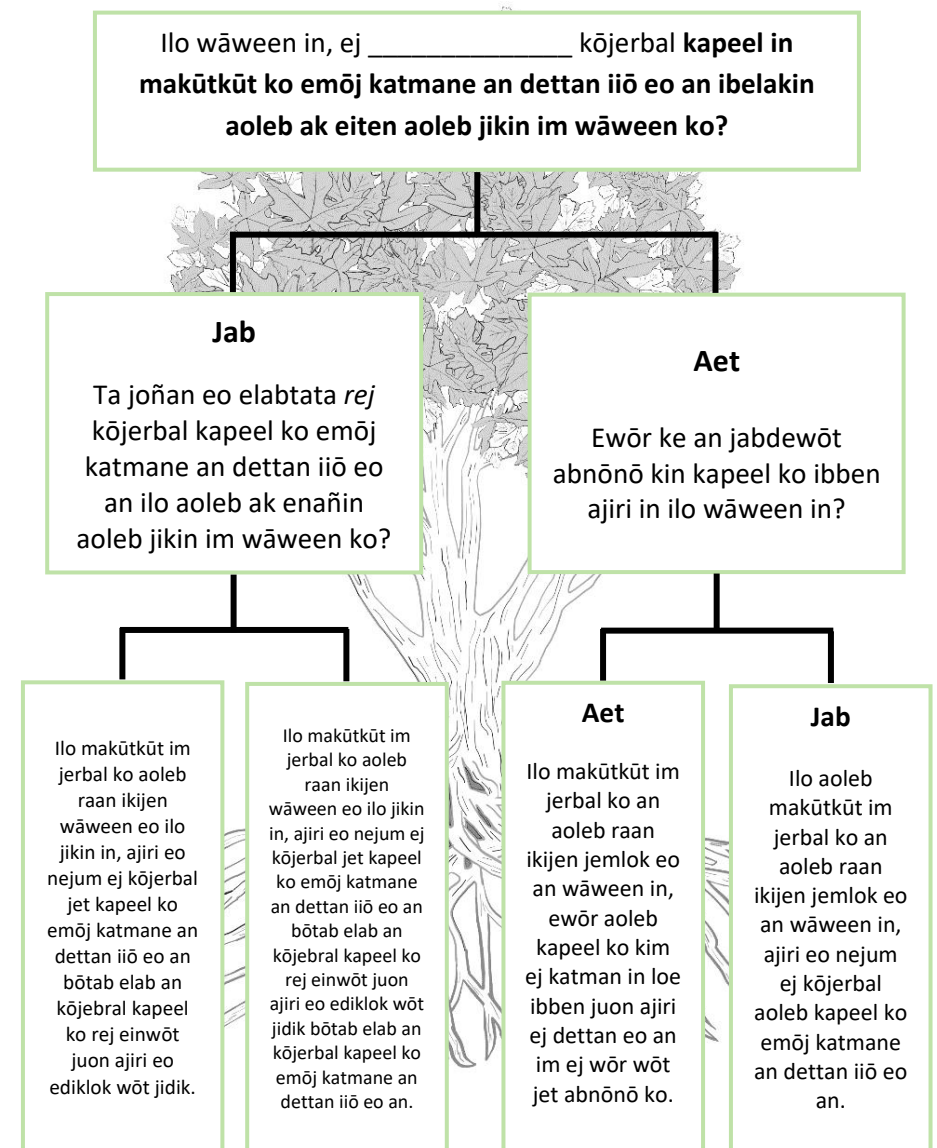 Ilo wāween in, ej _______________ kōjerbal kapeel in
makūtkūt ko emōj katmane an dettan iiō eo an ibelakin
aoleb ak eiten aoleb jikin im wāween ko?
Jab
Ta joñan eo elabtata rej
kōjerbal kapeel ko emōj
katmane an dettan iiō eo
an ilo aoleb ak enañin
aoleb jikin im wāween ko?
Aet
Ewōr ke an jabdewōt
abnōnō kin kapeel ko ibben
ajiri in ilo wāween in?
Ilo makūtkūt im
jerbal ko aoleb
raan ikijen
wāween eo ilo
jikin in, ajiri eo
nejum ej kōjerbal
jet kapeel ko
emōj katmane an
dettan iiō eo an
bōtab elab an
kōjebral kapeel
ko rej einwōt
juon ajiri eo
ediklok wōt jidik.
Ilo makūtkūt im
jerbal ko aoleb
raan ikijen
wāween eo ilo jikin
in, ajiri eo nejum ej
kōjerbal jet kapeel
ko emōj katmane
an dettan iiō eo an
bōtab elab an
kōjebral kapeel ko
rej einwōt juon
ajiri eo ediklok wōt
jidik bōtab elab an
kōjerbal kapeel ko
emōj katmane an
dettan iiō eo an.
Aet
Ilo makūtkūt im
jerbal ko an
aoleb raan
ikijen jemlok eo
an wāween in,
ewōr aoleb
kapeel ko kim
ej katman in loe
ibben juon ajiri
ej dettan eo an
im ej wōr wōt
jet abnōnō ko.
Jab
Ilo aoleb
makūtkūt im
jerbal ko an
aoleb raan
ikijen jemlok eo
an wāween in,
ajiri eo nejum
ej kōjerbal
aoleb kapeel ko
emōj katmane
an dettan iiō eo
an.